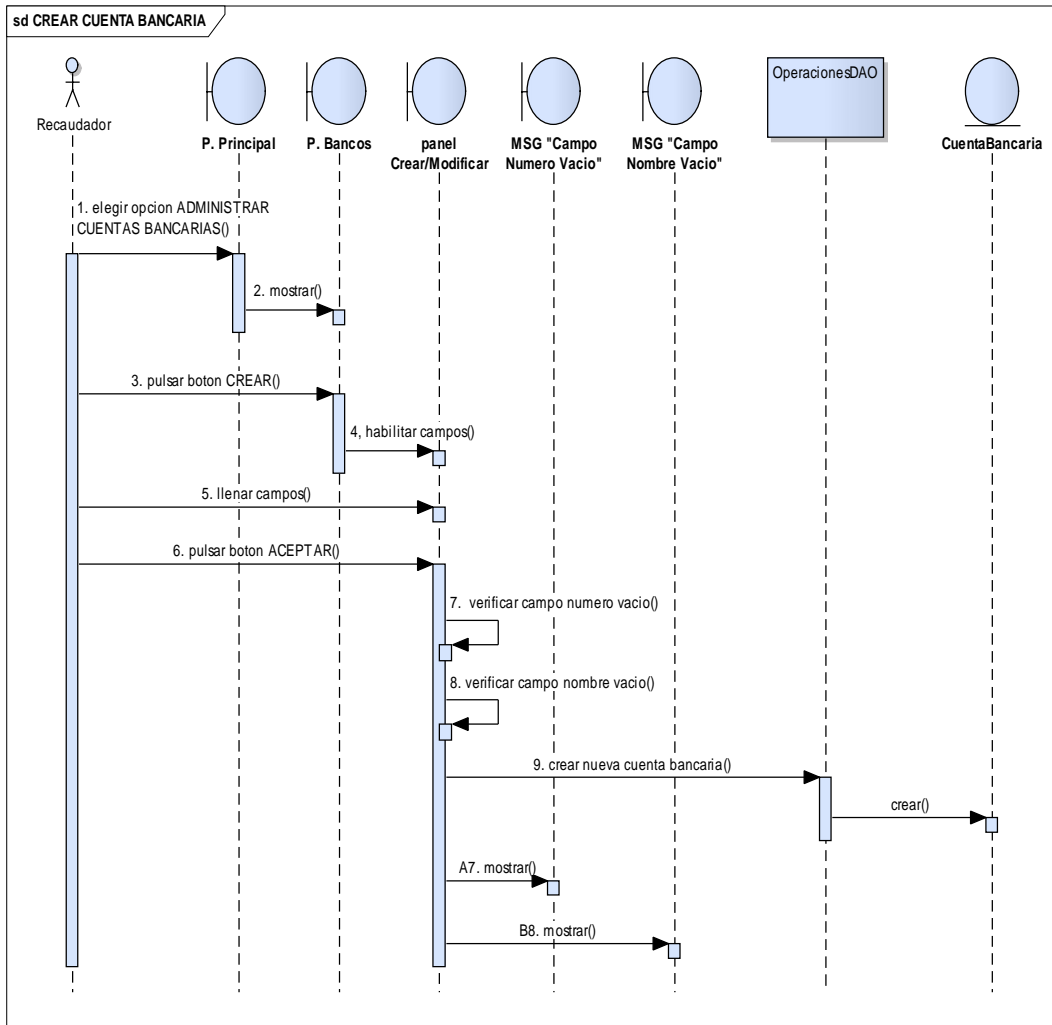 sd CREAR CUENTA BANCARIA
Recaudador
P. Principal
P. Bancos
panel
Crear/Modificar
MSG "Campo
Numero Vacio"
MSG "Campo
Nombre Vacio"
OperacionesDAO
CuentaBancaria
1. elegir opcion ADMINISTRAR
CUENTAS BANCARIAS()
2. mostrar()
3. pulsar boton CREAR()
4, habilitar campos()
5. llenar campos()
6. pulsar boton ACEPTAR()
7. verificar campo numero vacio()
8. verificar campo nombre vacio()
9. crear nueva cuenta bancaria()
crear()
A7. mostrar()
B8. mostrar()